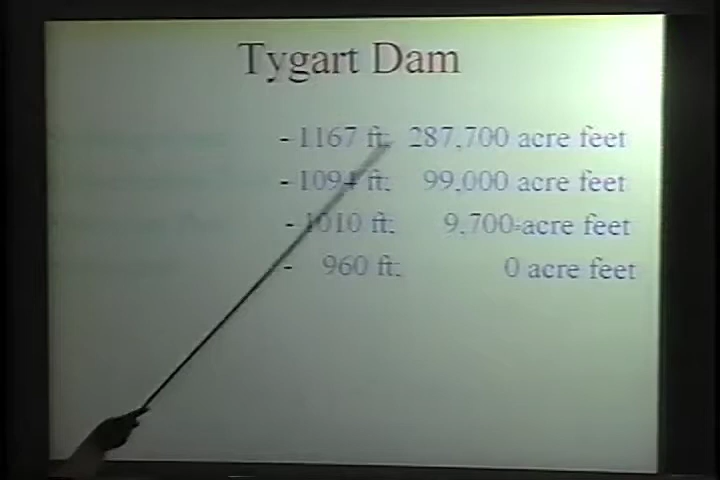 Tygart Dam
- 1167 ft: 287,700 acre feet
- 1094 ft: 99,000 acre feet
- 1010 ft: 9,700 acre feet
- 960 ft: 0 acre feet